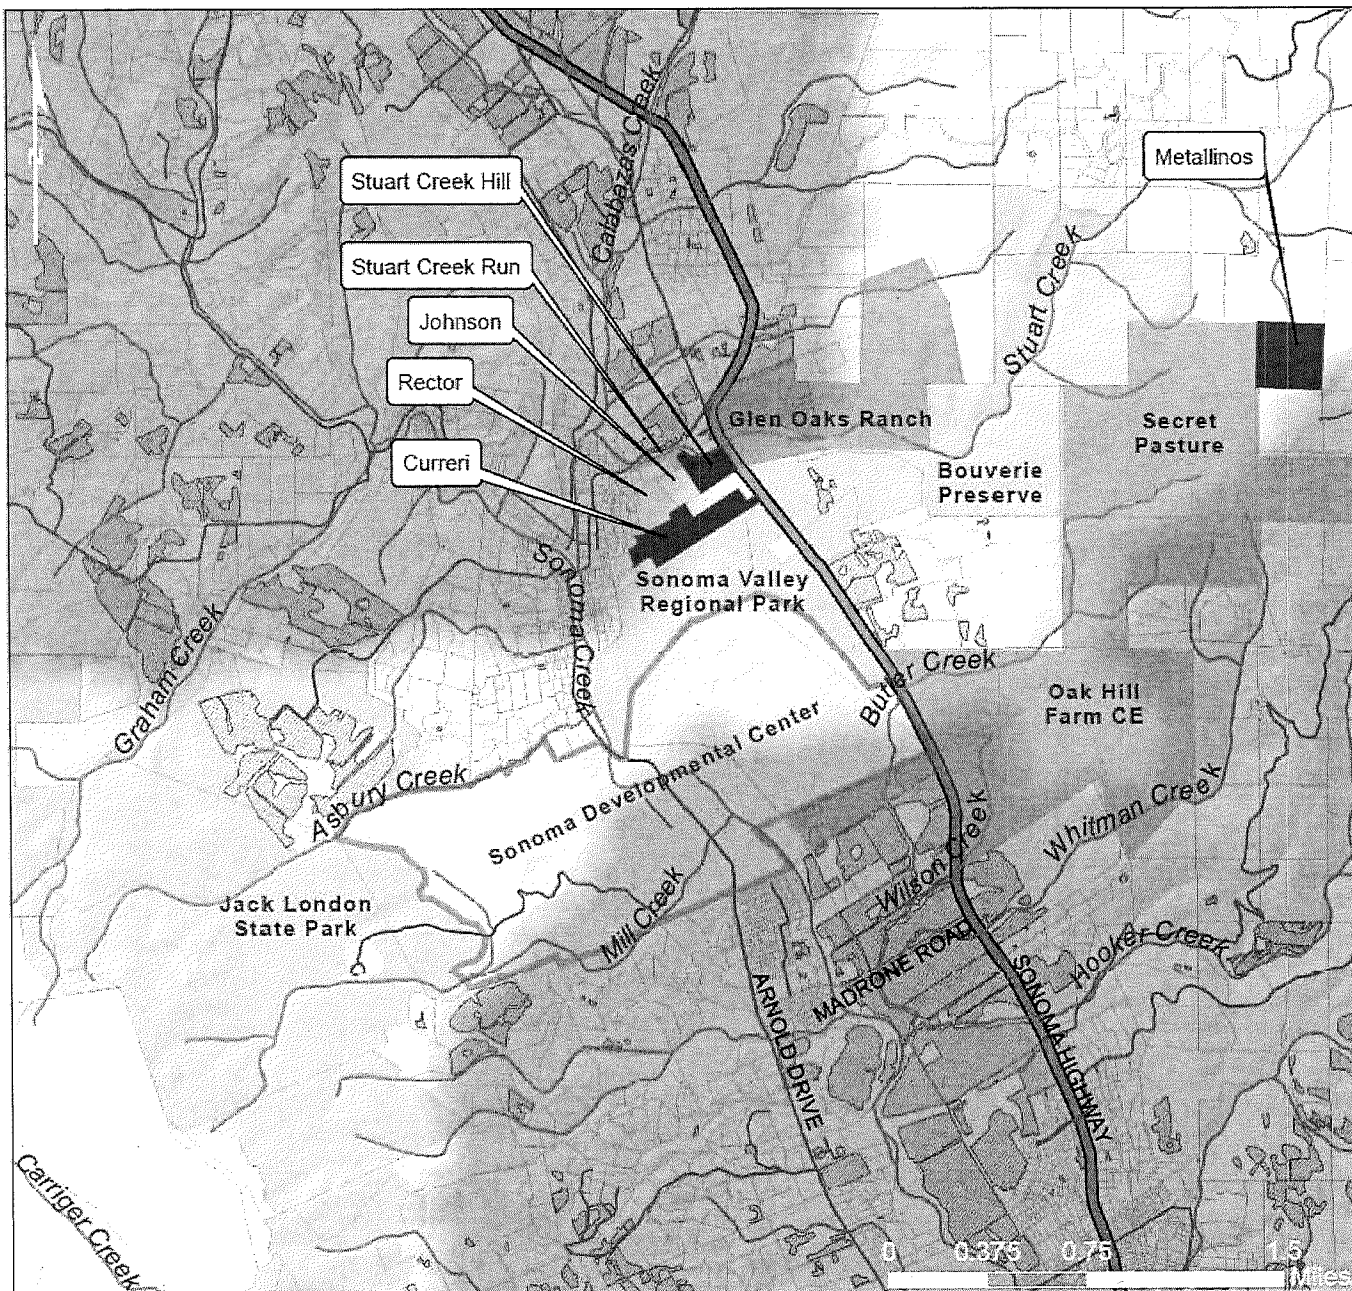 Calabazas Creek
Metallinos
Stuart Creek Hill
Stuart Creek Run
Johnson
Rector
Curreri
Stuart Creek
Glen Oaks Ranch
Secret
Pasture
Bouverie
Preserve
Sonoma Creek
Sonoma Valley
Regional Park
Graham Creek
Butler Creek
Oak Hill
Farm CE
Asbury Creek
Sonoma Developmental Center
Whitman Creek
Wilson Creek
Jack London
State Park
Mill Creek
MADRONE ROAD
Hooker Creek
ARNOLD DRIVE
SONOMA HIGHWAY
Carriger Creek
0 0.375 0.75 1.5
Miles